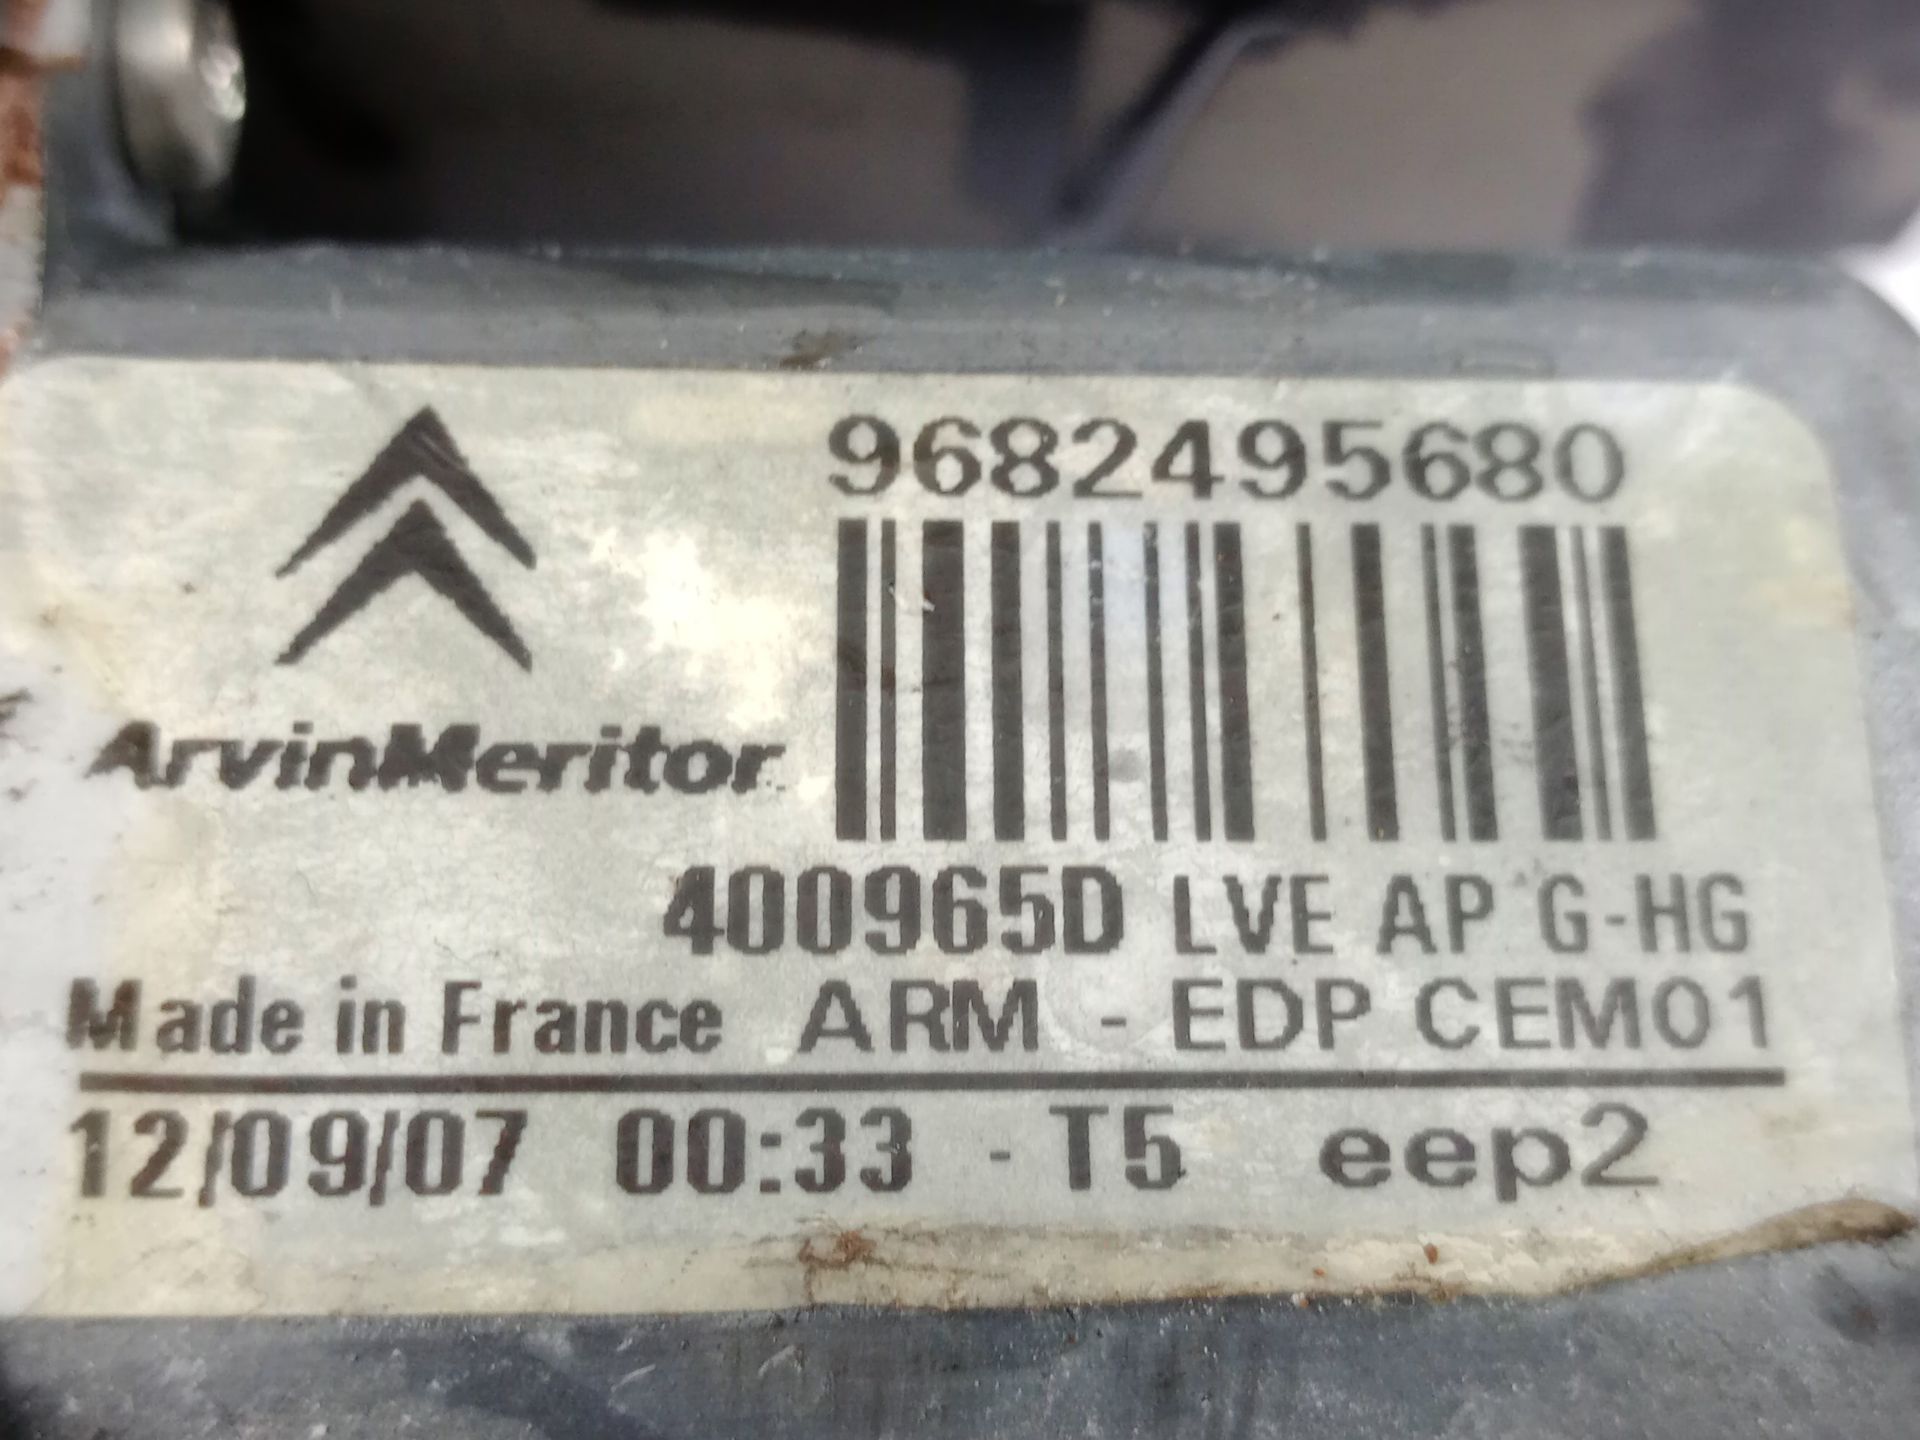 9682495680
ArvinMeritor
400965D LVE AP G-HG
Made in France ARM - EDP CEM01
12/09/07 00:33 - T5 eep2